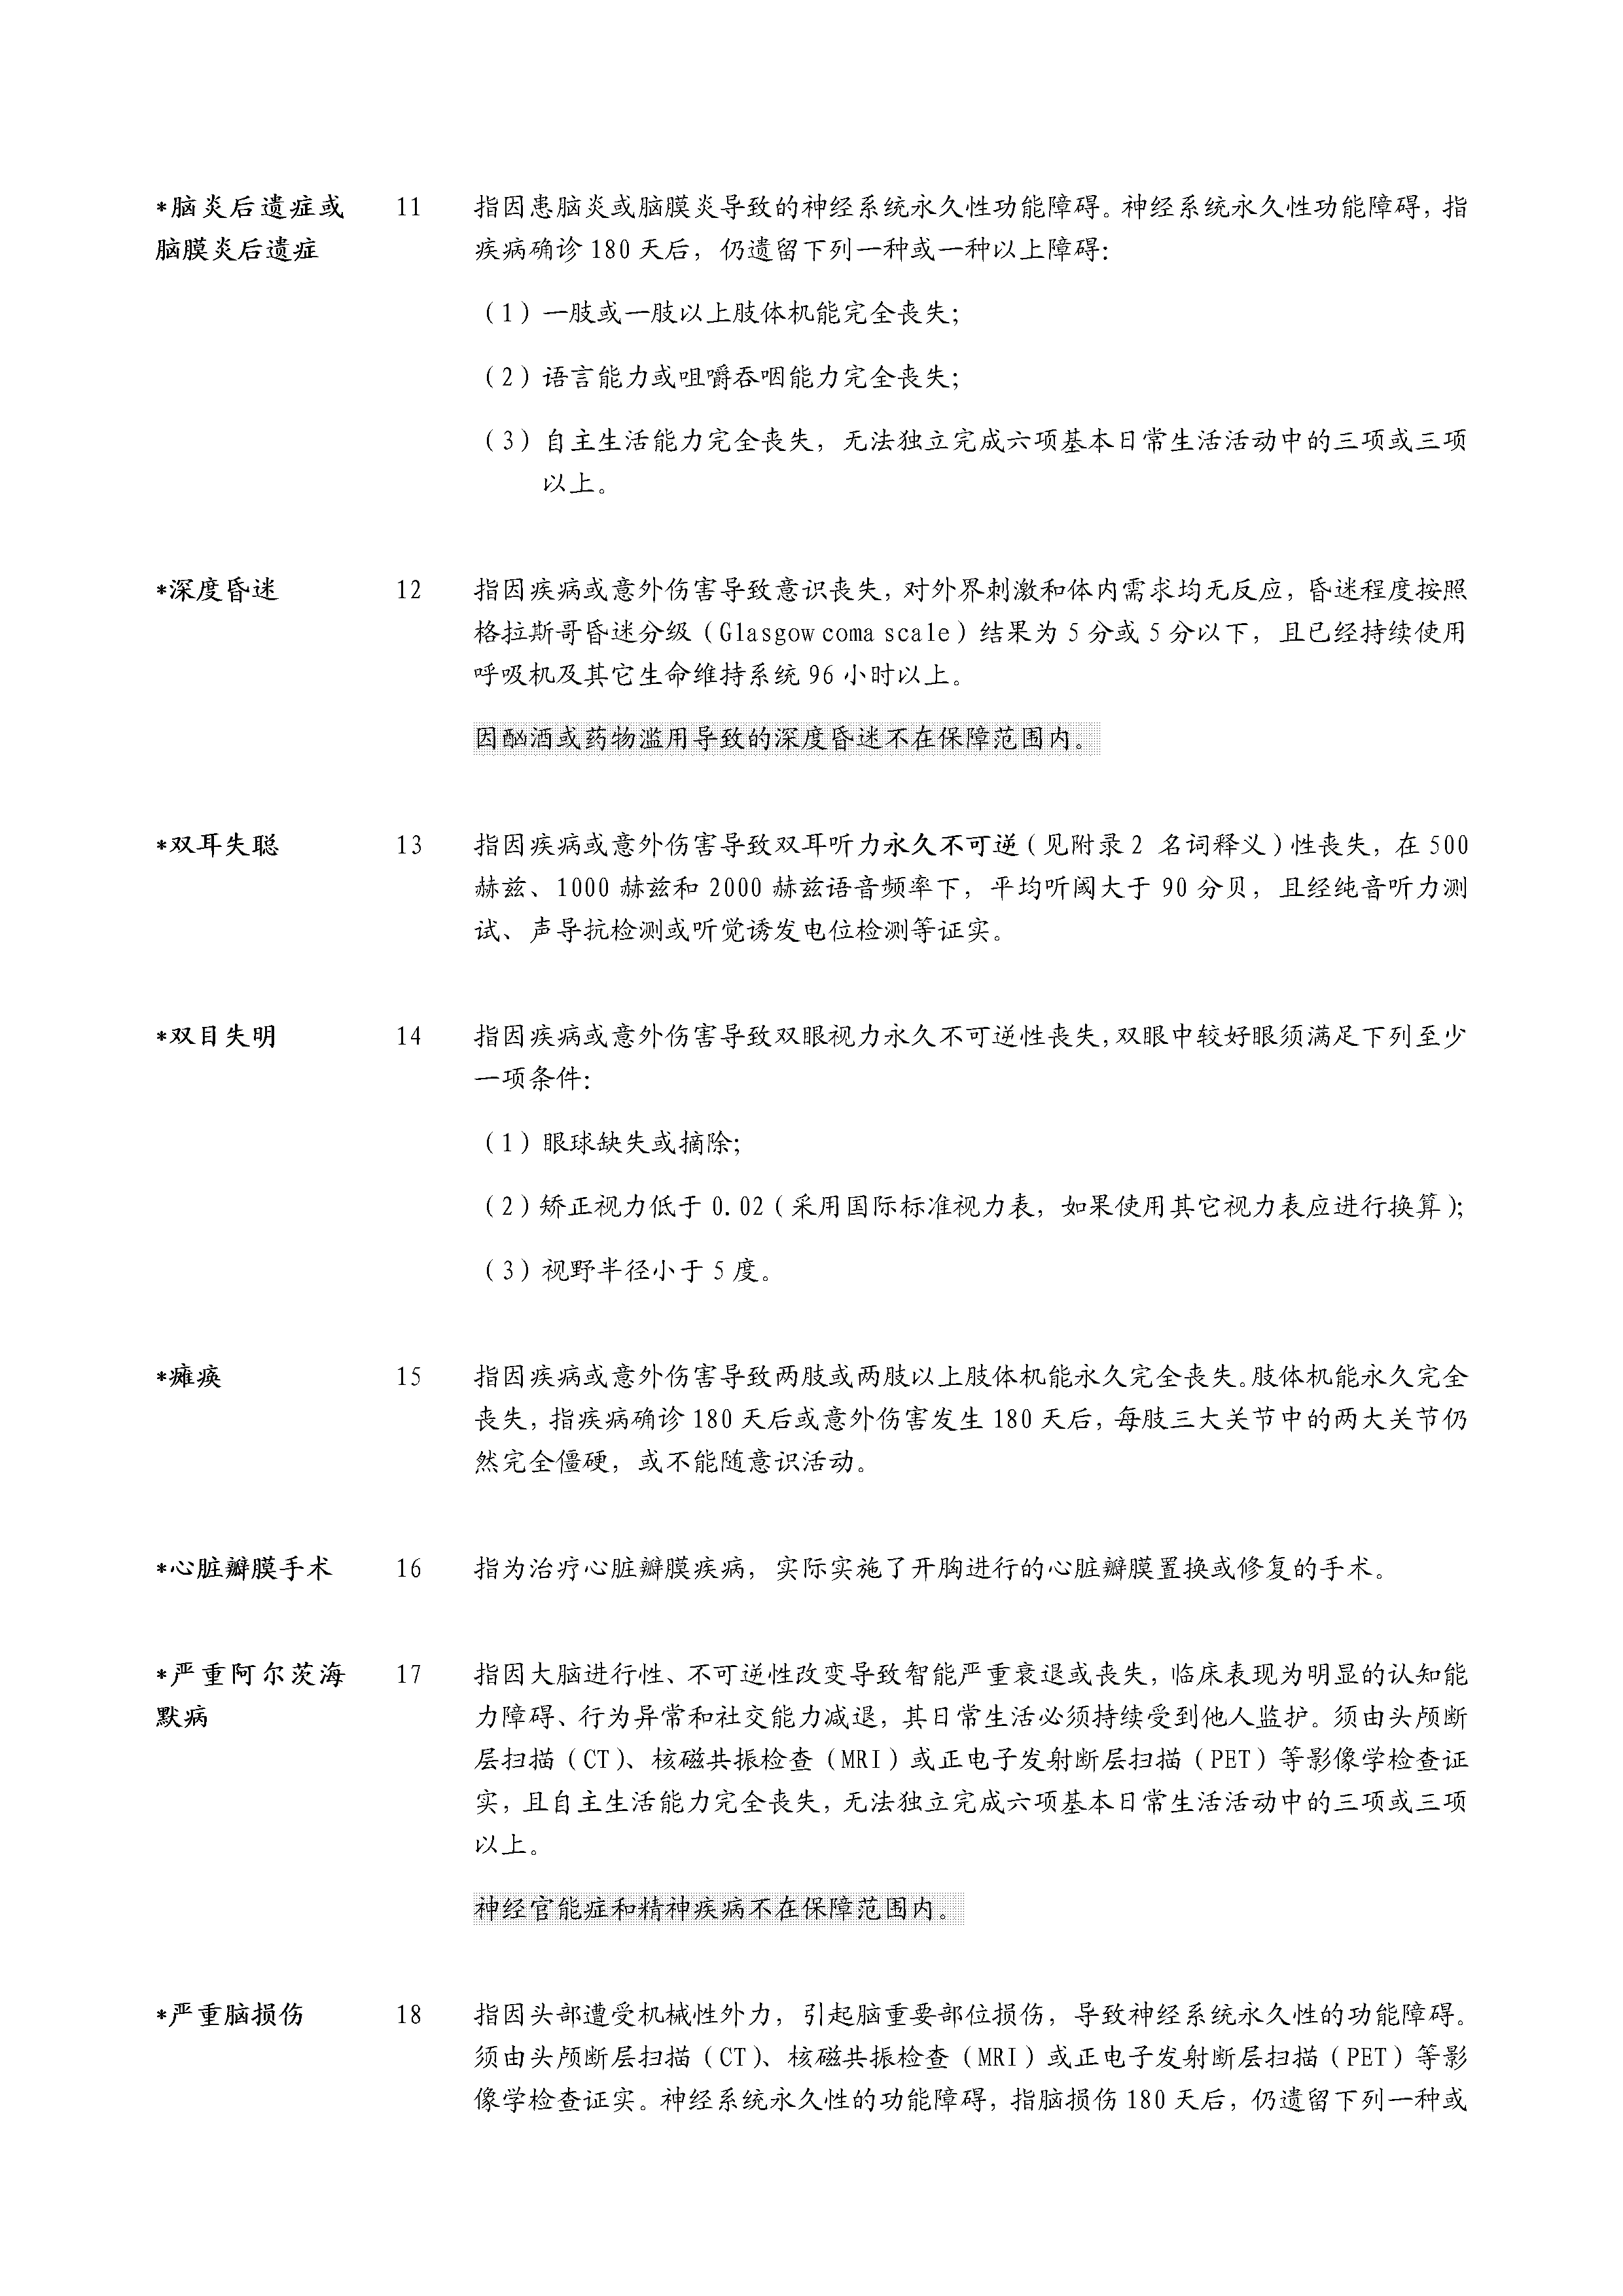 *脑炎后遗症或 11 指因患脑炎或脑膜炎导致的神经系统永久性功能障碍。神经系统永久性功能障碍，指
脑膜炎后遗症 疾病确诊 180 天后，仍遗留下列一种或一种以上障碍：
（1）一肢或一肢以上肢体机能完全丧失；
（2）语言能力或咀嚼吞咽能力完全丧失；
（3）自主生活能力完全丧失，无法独立完成六项基本日常生活活动中的三项或三项
以上。
*深度昏迷 12 指因疾病或意外伤害导致意识丧失，对外界刺激和体内需求均无反应，昏迷程度按照
格拉斯哥昏迷分级（Glasgow coma scale）结果为 5 分或 5 分以下，且已经持续使用
呼吸机及其它生命维持系统 96 小时以上。
因酗酒或药物滥用导致的深度昏迷不在保障范围内。
*双耳失聪 13 指因疾病或意外伤害导致双耳听力永久不可逆（见附录 2 名词释义）性丧失，在 500
赫兹、1000 赫兹和 2000 赫兹语音频率下，平均听阈大于 90 分贝，且经纯音听力测
试、声导抗检测或听觉诱发电位检测等证实。
*双目失明 14 指因疾病或意外伤害导致双眼视力永久不可逆性丧失，双眼中较好眼须满足下列至少
一项条件：
（1）眼球缺失或摘除；
（2）矫正视力低于 0.02（采用国际标准视力表，如果使用其它视力表应进行换算）；
（3）视野半径小于 5 度。
*瘫痪 15 指因疾病或意外伤害导致两肢或两肢以上肢体机能永久完全丧失。肢体机能永久完全
丧失，指疾病确诊 180 天后或意外伤害发生 180 天后，每肢三大关节中的两大关节仍
然完全僵硬，或不能随意识活动。
*心脏瓣膜手术 16 指为治疗心脏瓣膜疾病，实际实施了开胸进行的心脏瓣膜置换或修复的手术。
*严重阿尔茨海 17 指因大脑进行性、不可逆性改变导致智能严重衰退或丧失，临床表现为明显的认知能
默病 力障碍、行为异常和社交能力减退，其日常生活必须持续受到他人监护。须由头颅断
层扫描（CT）、核磁共振检查（MRI）或正电子发射断层扫描（PET）等影像学检查证
实，且自主生活能力完全丧失，无法独立完成六项基本日常生活活动中的三项或三项
以上。
神经官能症和精神疾病不在保障范围内。
*严重脑损伤 18 指因头部遭受机械性外力，引起脑重要部位损伤，导致神经系统永久性的功能障碍。
须由头颅断层扫描（CT）、核磁共振检查（MRI）或正电子发射断层扫描（PET）等影
像学检查证实。神经系统永久性的功能障碍，指脑损伤 180 天后，仍遗留下列一种或